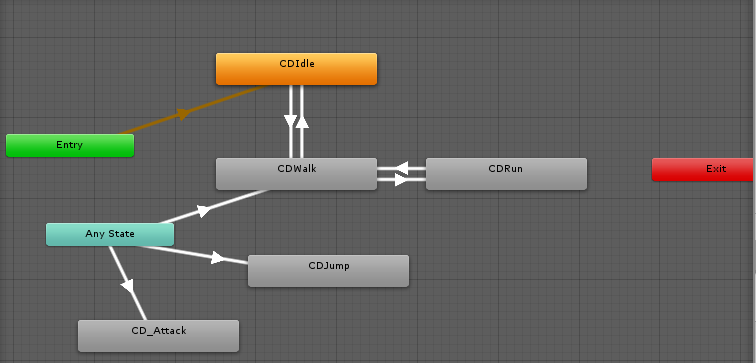 CDIdle
Entry
CDWalk
CDRun
Exit
Any State
CDJump
CD_Attack